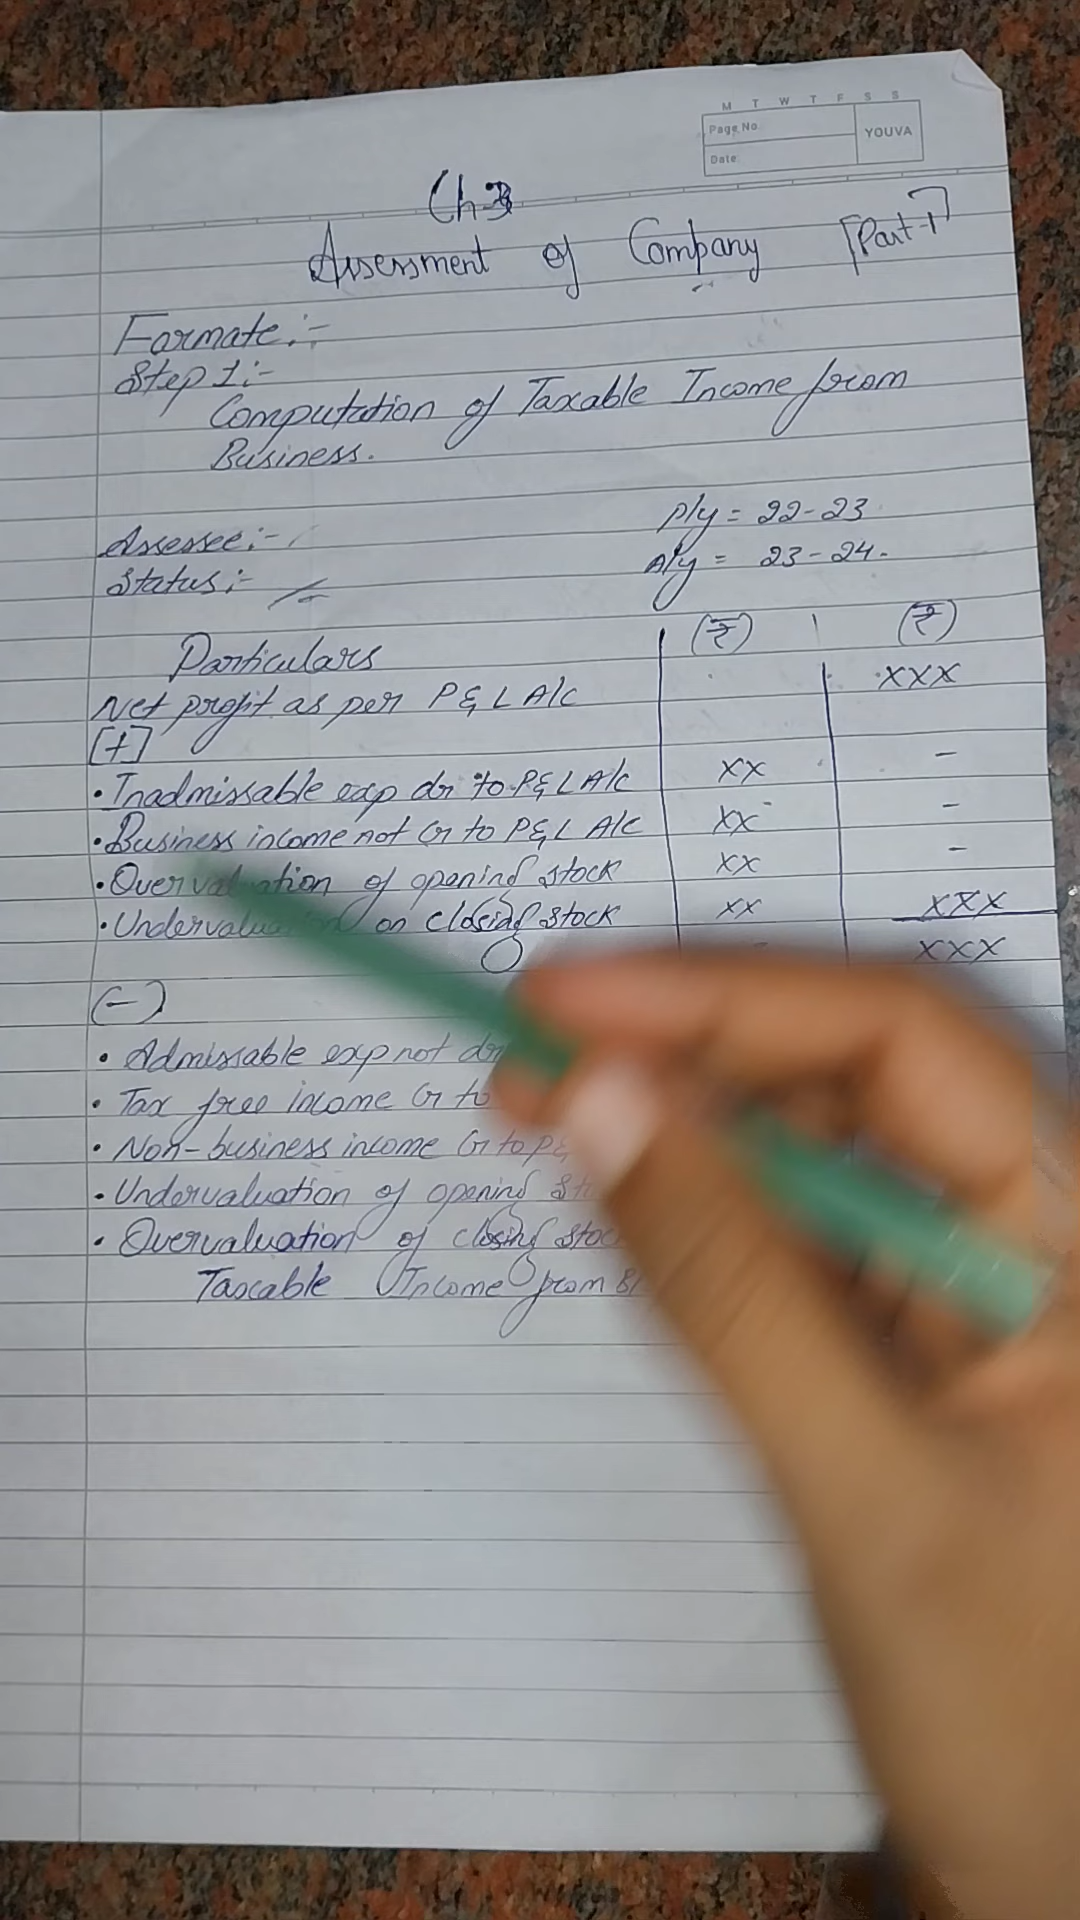 M T W T F S S
Page No.
YOUVA
Date:
Ch 3
Assessment of Company [Part-1]
Formate:-
Step 1:-
Computation of Taxable Income from
Business.
P/y = 22-23
Assessee:-
A/y = 23-24.
Status:-
Particulars (₹) (₹)
Net profit as per P&L A/c XXX
[+]
• Inadmissable exp dr to P&L A/c XX -
• Business income not Cr to P&L A/c XX -
• Overvaluation of opening stock XX -
• Undervaluation on closing stock XX XXX
XXX
(-)
• Admissable exp not dr
• Tax free income Cr to
• Non-business income Cr to P&
• Undervaluation of opening
• Overvaluation of closing stock
Taxable Income from